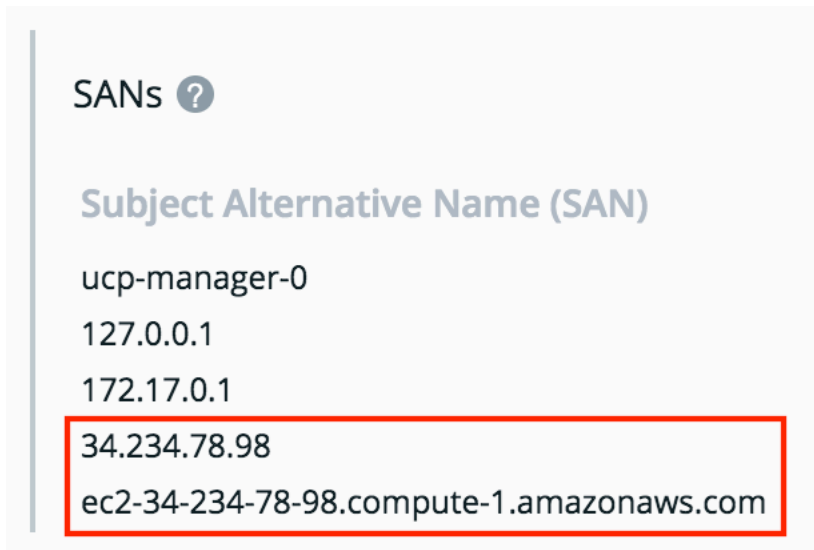 SANs ?
Subject Alternative Name (SAN)
ucp-manager-0
127.0.0.1
172.17.0.1
34.234.78.98
ec2-34-234-78-98.compute-1.amazonaws.com